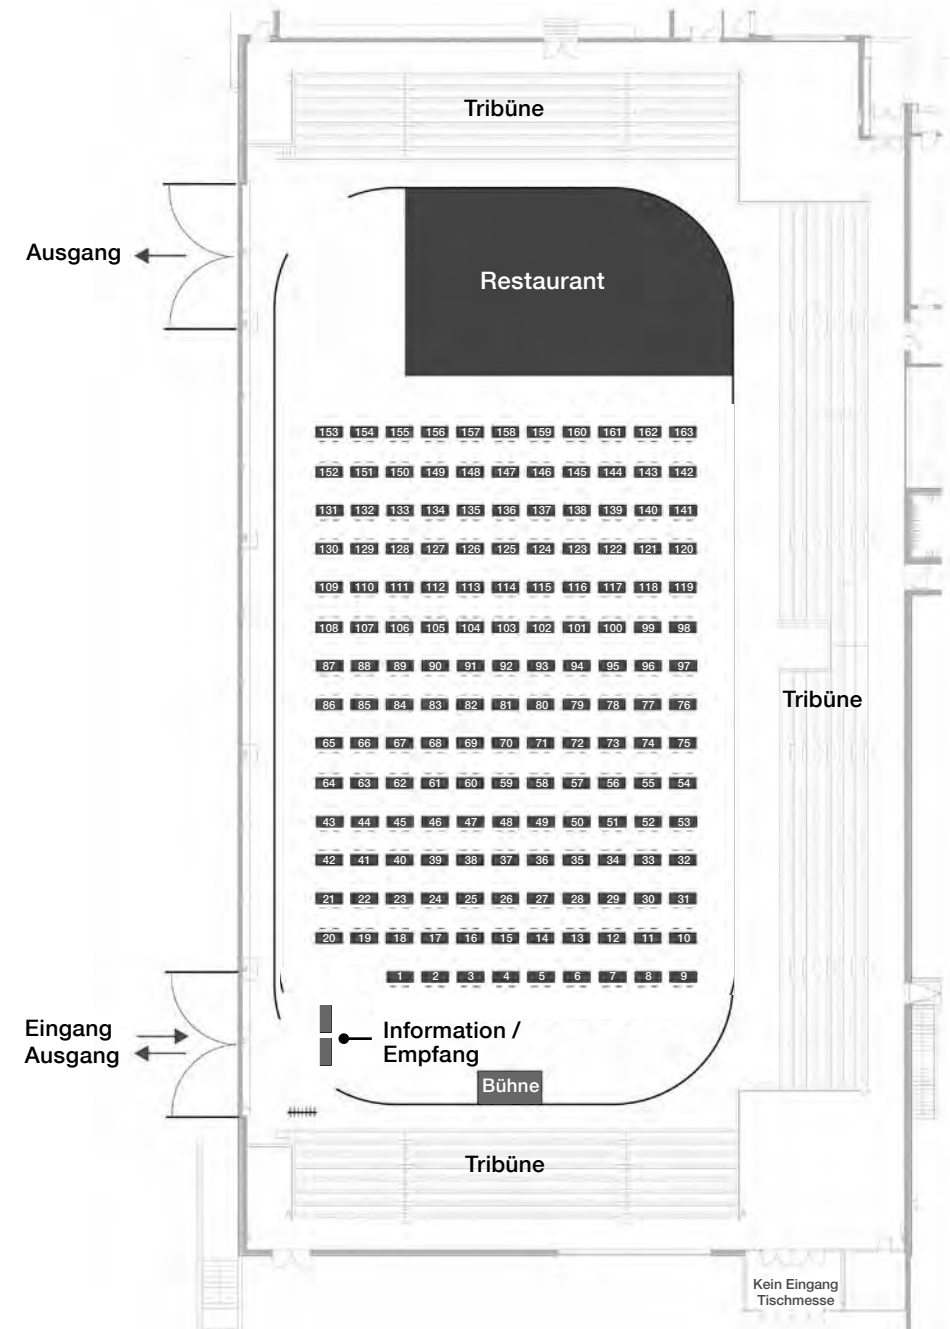 Tribüne
Ausgang
Restaurant
153 154 155 156 157 158 159 160 161 162 163
152 151 150 149 148 147 146 145 144 143 142
131 132 133 134 135 136 137 138 139 140 141
130 129 128 127 126 125 124 123 122 121 120
109 110 111 112 113 114 115 116 117 118 119
108 107 106 105 104 103 102 101 100 99 98
87 88 89 90 91 92 93 94 95 96 97
86 85 84 83 82 81 80 79 78 77 76
Tribüne
65 66 67 68 69 70 71 72 73 74 75
64 63 62 61 60 59 58 57 56 55 54
43 44 45 46 47 48 49 50 51 52 53
42 41 40 39 38 37 36 35 34 33 32
21 22 23 24 25 26 27 28 29 30 31
20 19 18 17 16 15 14 13 12 11 10
1 2 3 4 5 6 7 8 9
Eingang
Ausgang
Information /
Empfang
Bühne
Tribüne
Kein Eingang
Tischmesse